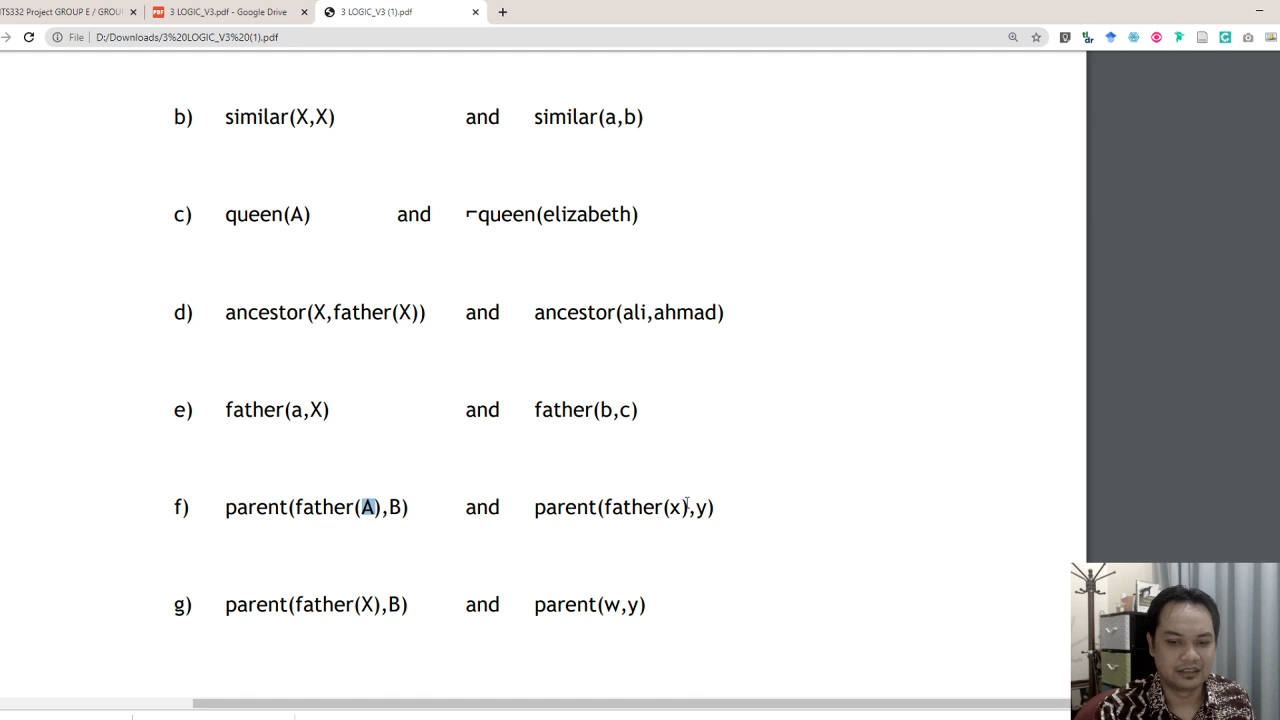 ITS332 Project GROUP E / GROU
3 LOGIC_V3.pdf - Google Drive
3 LOGIC_V3 (1).pdf
File D:/Downloads/3%20LOGIC_V3%20(1).pdf
b) similar(X,X) and similar(a,b)
c) queen(A) and ⌐queen(elizabeth)
d) ancestor(X,father(X)) and ancestor(ali,ahmad)
e) father(a,X) and father(b,c)
f) parent(father(A),B) and parent(father(x),y)
g) parent(father(X),B) and parent(w,y)